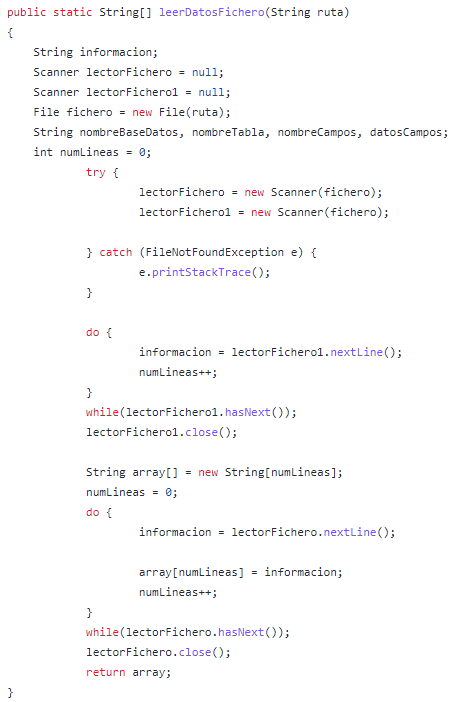 public static String[] leerDatosFichero(String ruta)
{
    String informacion;
    Scanner lectorFichero = null;
    Scanner lectorFichero1 = null;
    File fichero = new File(ruta);
    String nombreBaseDatos, nombreTabla, nombreCampos, datosCampos;
    int numLineas = 0;
            try {
                    lectorFichero = new Scanner(fichero);
                    lectorFichero1 = new Scanner(fichero);

            } catch (FileNotFoundException e) {
                    e.printStackTrace();
            }

            do {
                    informacion = lectorFichero1.nextLine();
                    numLineas++;
            }
            while(lectorFichero1.hasNext());
            lectorFichero1.close();

            String array[] = new String[numLineas];
            numLineas = 0;
            do {
                    informacion = lectorFichero.nextLine();

                    array[numLineas] = informacion;
                    numLineas++;
            }
            while(lectorFichero.hasNext());
            lectorFichero.close();
            return array;
}